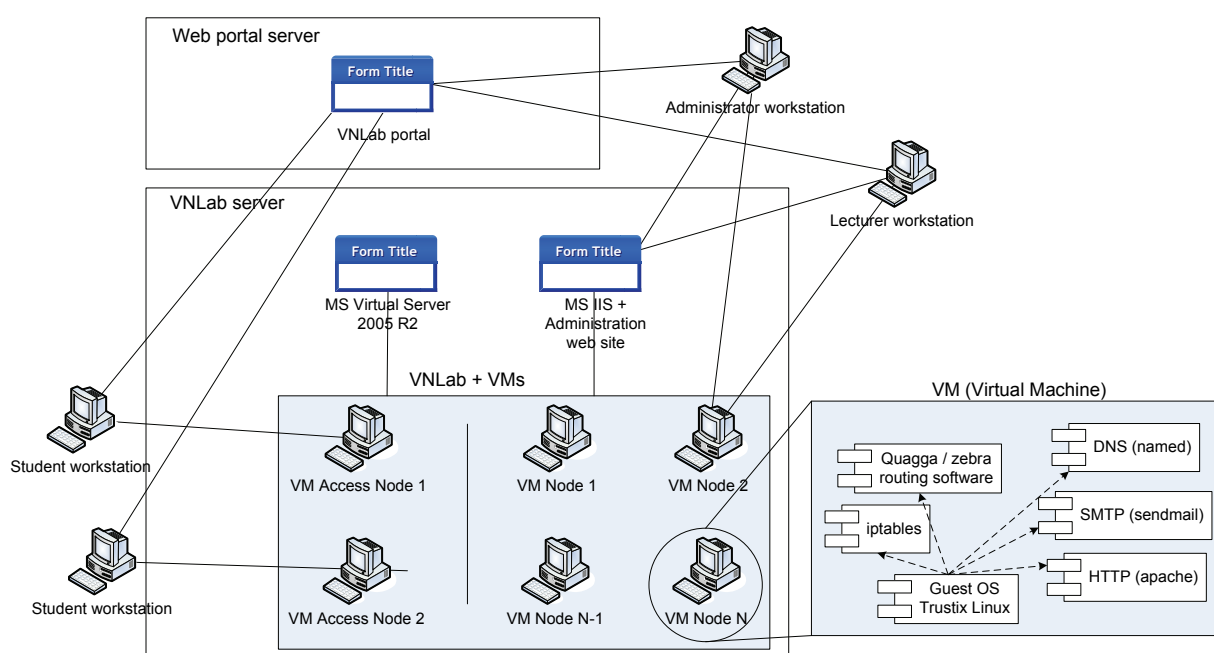 Web portal server
Form Title
VNLab portal
Administrator workstation
Lecturer workstation
VNLab server
Form Title
MS Virtual Server
2005 R2
Form Title
MS IIS +
Administration
web site
VNLab + VMs
Student workstation
Student workstation
VM Access Node 1
VM Node 1
VM Node 2
VM Access Node 2
VM Node N-1
VM Node N
VM (Virtual Machine)
Quagga / zebra
routing software
DNS (named)
iptables
SMTP (sendmail)
HTTP (apache)
Guest OS
Trustix Linux